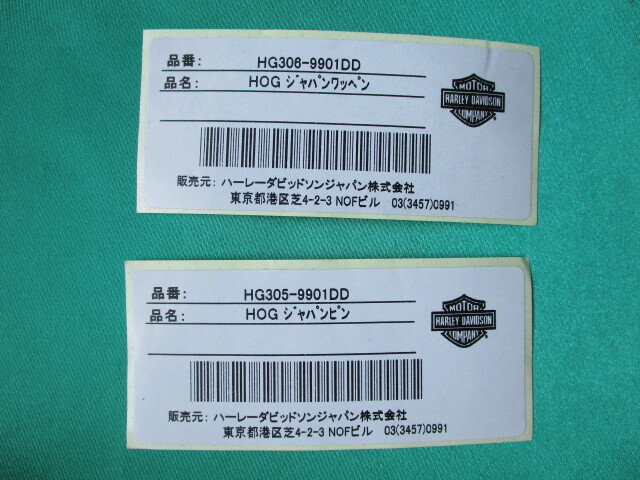 品番: HG306-9901DD
品名: HOG ｼﾞｬﾊﾟﾝﾜｯﾍﾟﾝ
MOTOR
HARLEY-DAVIDSON
COMPANY
販売元: ハーレーダビッドソンジャパン株式会社
東京都港区芝4-2-3 NOFビル 03(3457)0991
品番: HG305-9901DD
品名: HOG ｼﾞｬﾊﾟﾝﾋﾟﾝ
MOTOR
HARLEY-DAVIDSON
COMPANY
販売元: ハーレーダビッドソンジャパン株式会社
東京都港区芝4-2-3 NOFビル 03(3457)0991